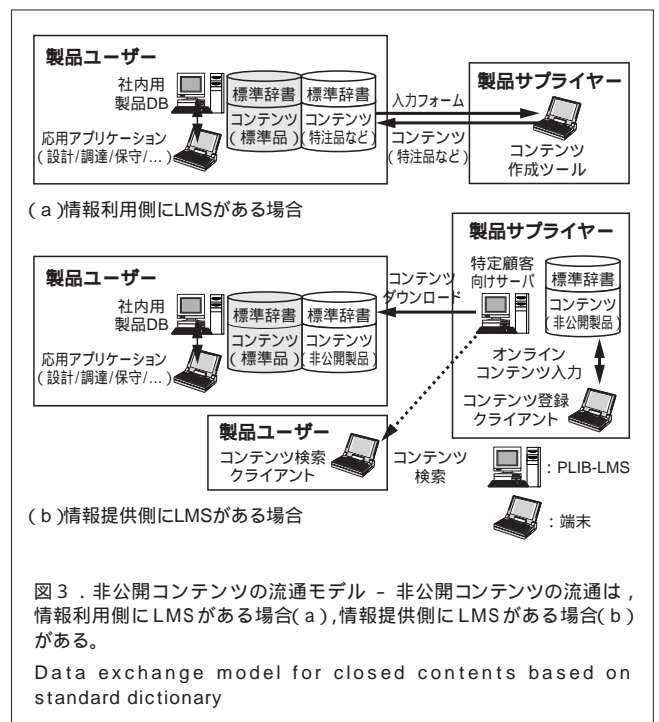 製品ユーザー
社内用
製品DB
応用アプリケーション
(設計/調達/保守/...)
標準辞書
コンテンツ
(標準品)
標準辞書
コンテンツ
(特注品など)
入力フォーム
コンテンツ
(特注品など)
製品サプライヤー
コンテンツ
作成ツール
(a)情報利用側にLMSがある場合
製品ユーザー
社内用
製品DB
応用アプリケーション
(設計/調達/保守/...)
標準辞書
コンテンツ
(標準品)
標準辞書
コンテンツ
(非公開製品)
コンテンツ
ダウンロード
製品サプライヤー
特定顧客
向けサーバ
標準辞書
コンテンツ
(非公開製品)
オンライン
コンテンツ入力
コンテンツ登録
クライアント
製品ユーザー
コンテンツ検索
クライアント
コンテンツ
検索
:PLIB-LMS
:端末
(b)情報提供側にLMSがある場合
図3.非公開コンテンツの流通モデル − 非公開コンテンツの流通は,
情報利用側にLMSがある場合(a),情報提供側にLMSがある場合(b)
がある。
Data exchange model for closed contents based on
standard dictionary